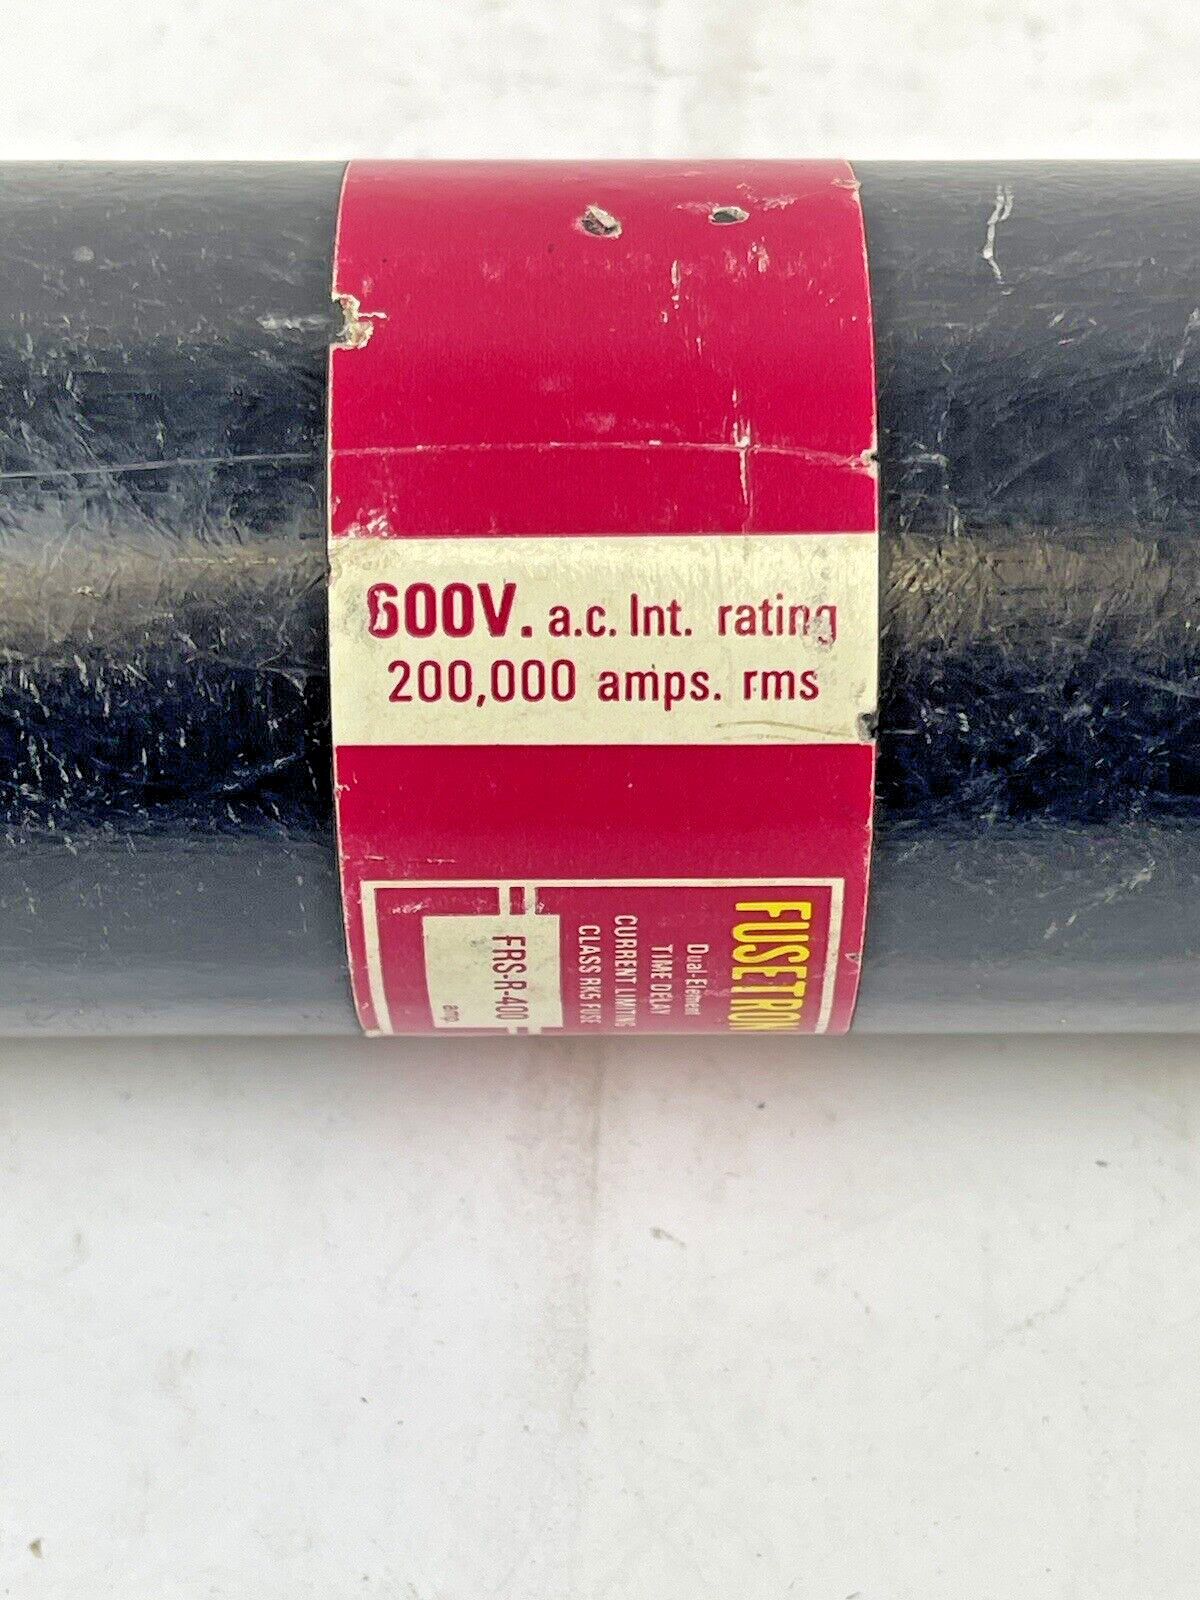 600V. a.c. Int. rating
200,000 amps. rms
FUSETRON
Dual-Element
TIME DELAY
CURRENT LIMITING
CLASS RK5 FUSE
FRS-R-400
amp